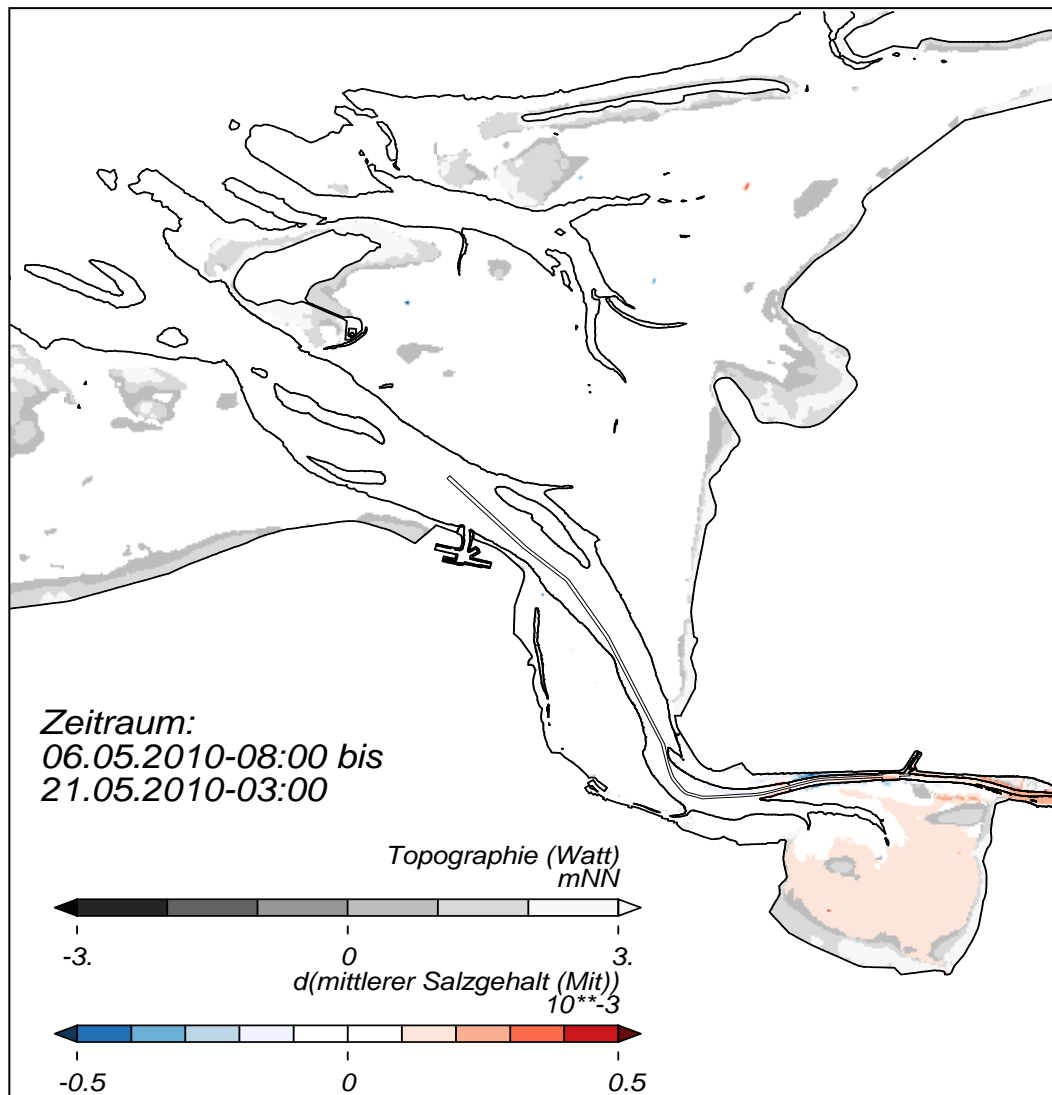 Zeitraum:
06.05.2010-08:00 bis
21.05.2010-03:00
Topographie (Watt)
mNN
-3. 0 3.
d(mittlerer Salzgehalt (Mit))
10**-3
-0.5 0 0.5